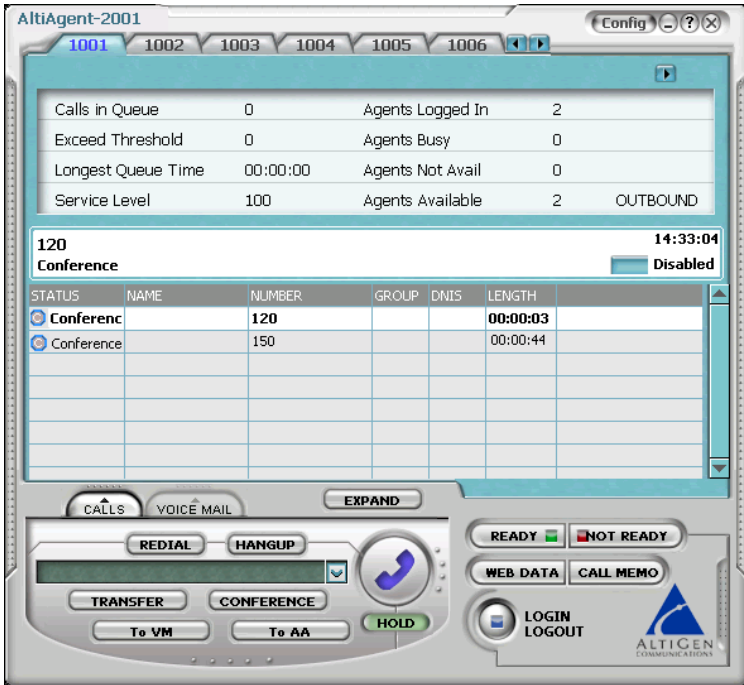 AltiAgent-2001 Config ?
1001 1002 1003 1004 1005 1006
Calls in Queue 0 Agents Logged In 2
Exceed Threshold 0 Agents Busy 0
Longest Queue Time 00:00:00 Agents Not Avail 0
Service Level 100 Agents Available 2 OUTBOUND
120 14:33:04
Conference Disabled
STATUS NAME NUMBER GROUP DNIS LENGTH
Conferenc 120 00:00:03
Conference 150 00:00:44
CALLS VOICE MAIL EXPAND
REDIAL HANGUP READY NOT READY
WEB DATA CALL MEMO
TRANSFER CONFERENCE HOLD LOGIN
To VM To AA LOGOUT
ALTIGEN
COMMUNICATIONS